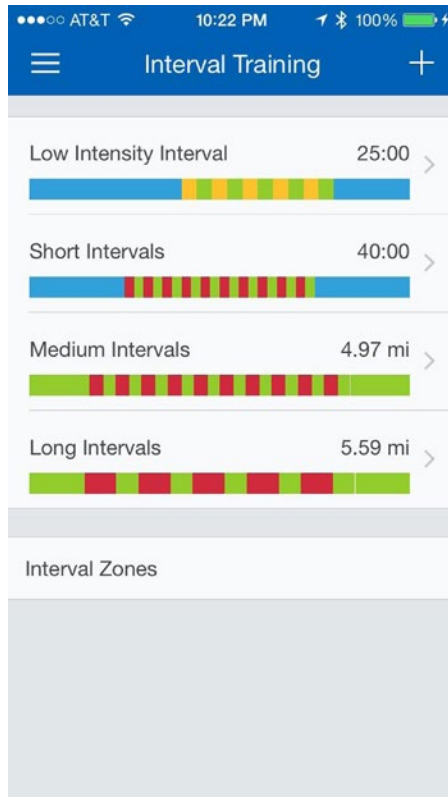 AT&T 10:22 PM 100%
Interval Training
Low Intensity Interval 25:00
Short Intervals 40:00
Medium Intervals 4.97 mi
Long Intervals 5.59 mi
Interval Zones